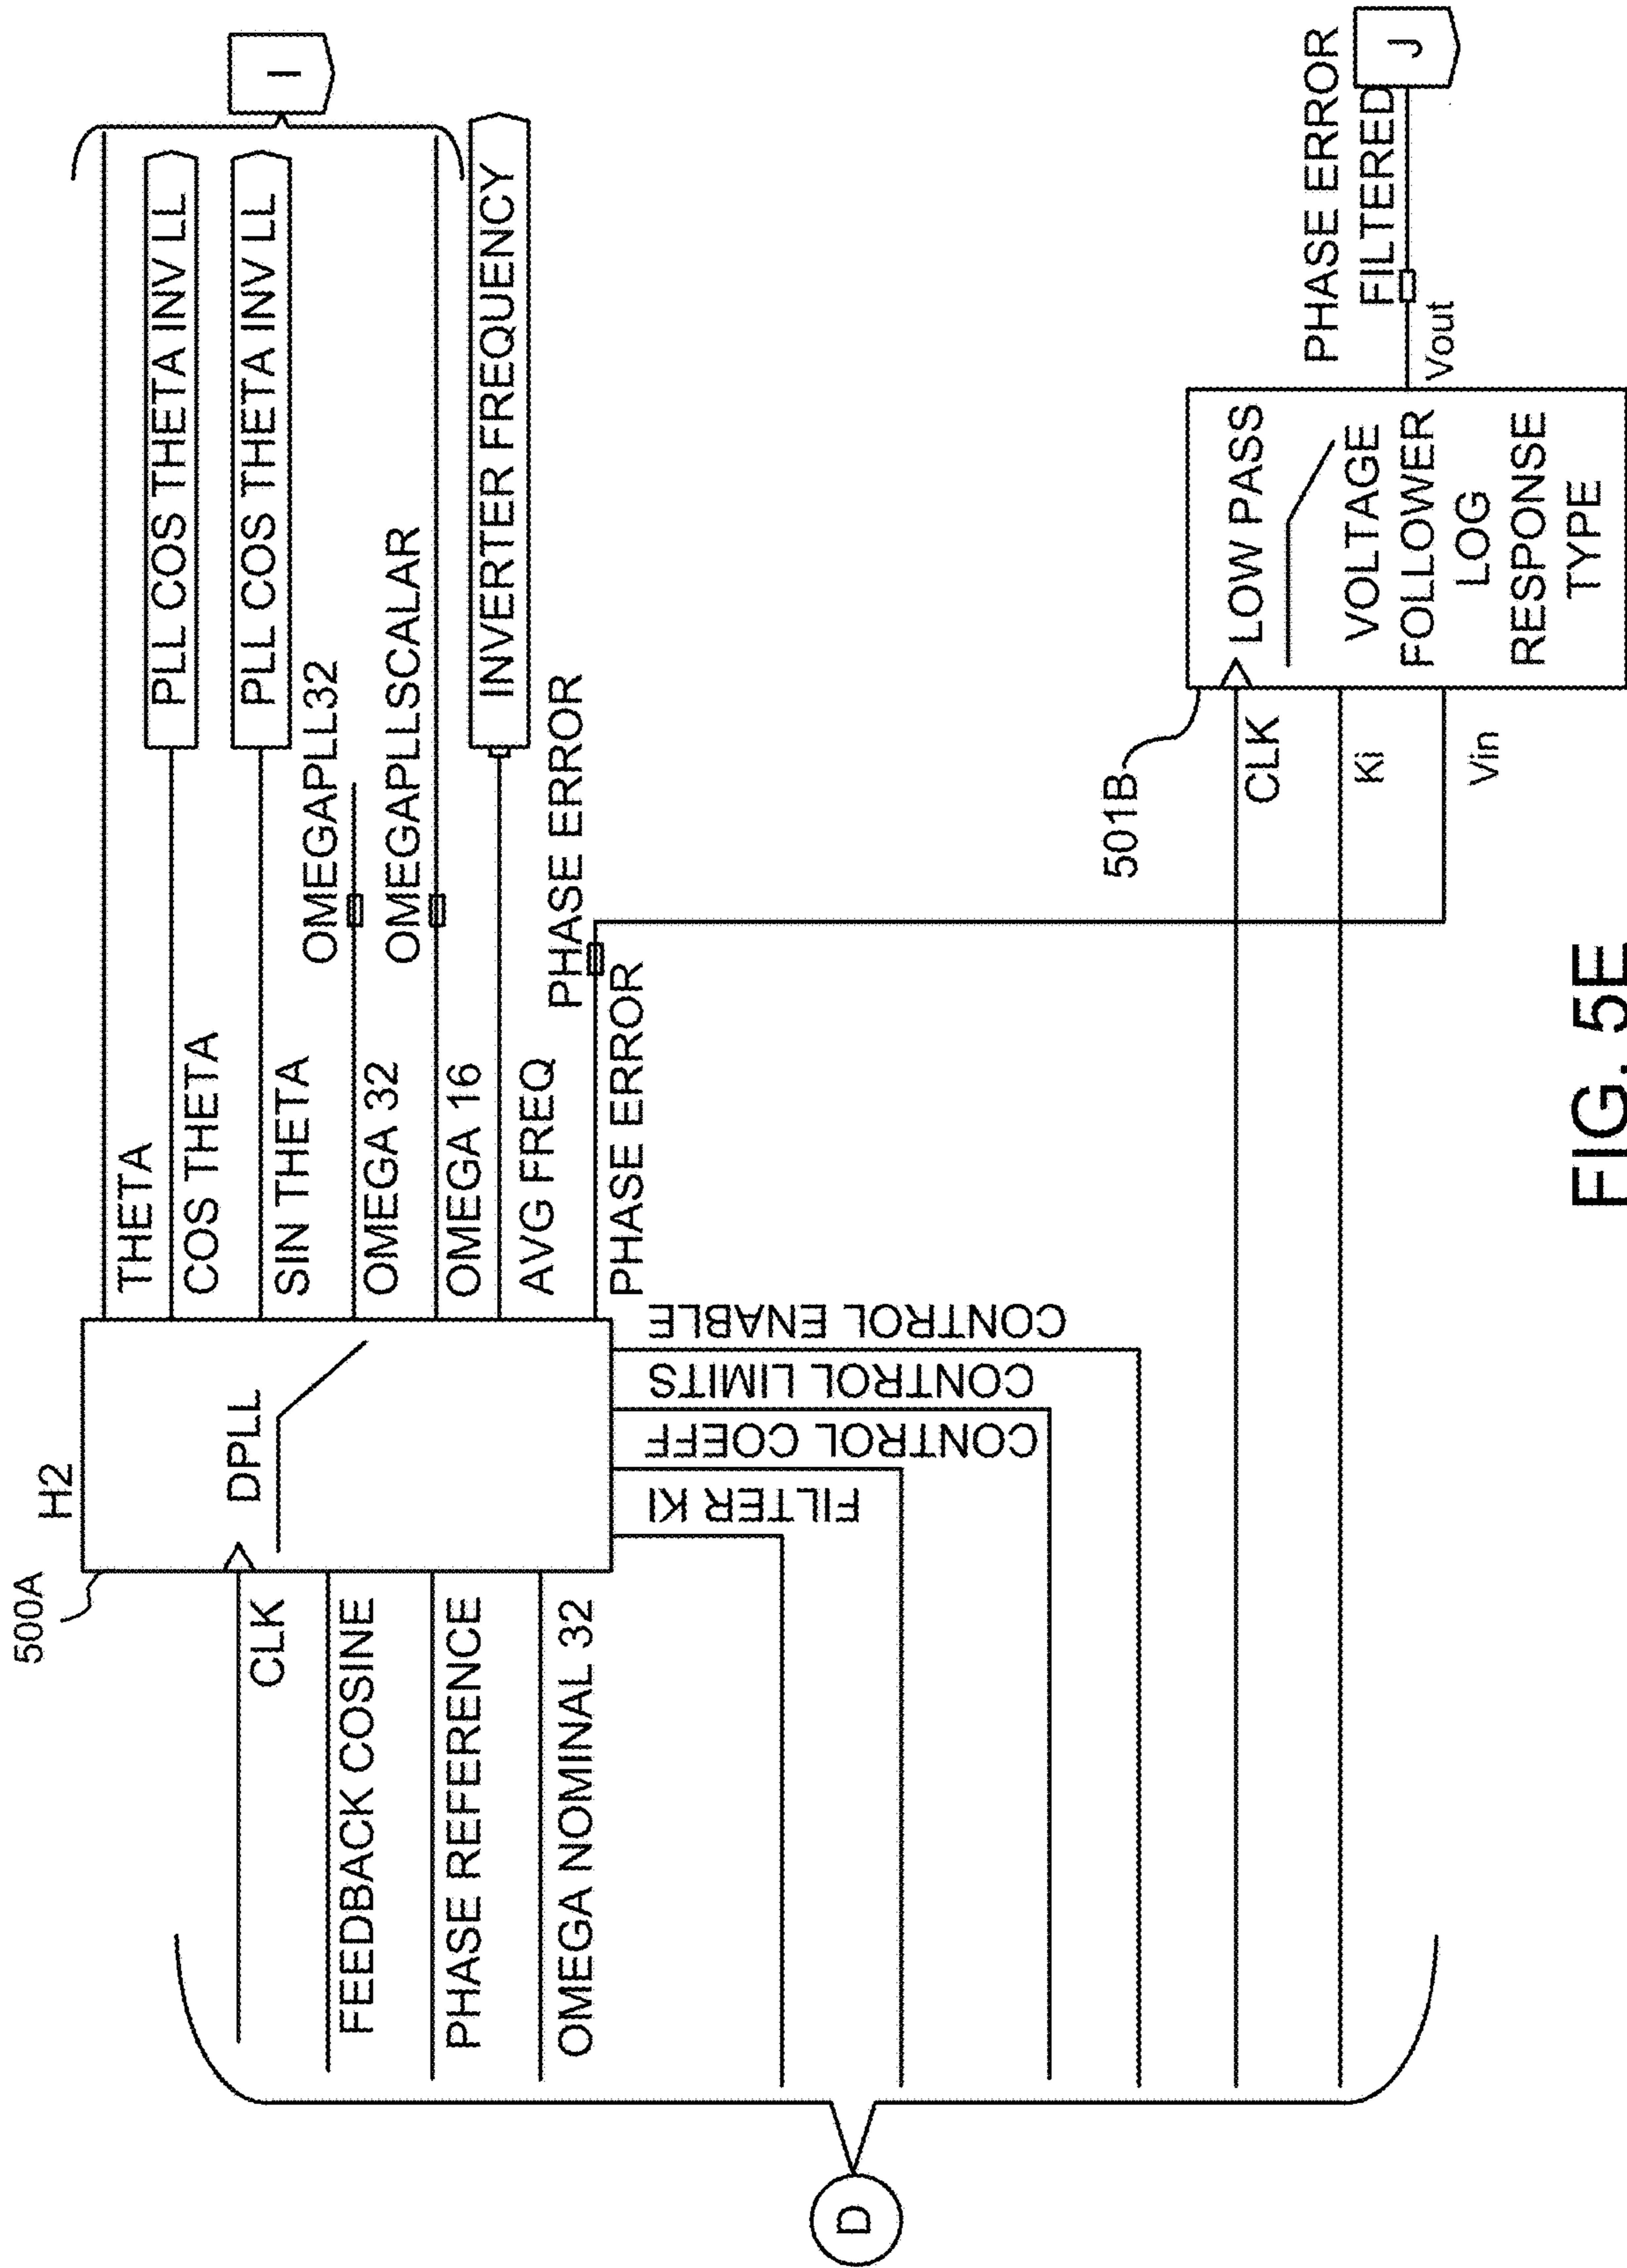 500A
H2
DPLL
CLK
FEEDBACK COSINE
PHASE REFERENCE
OMEGA NOMINAL 32
FILTER KI
CONTROL COEFF
CONTROL LIMITS
CONTROL ENABLE
THETA
COS THETA
SIN THETA
OMEGA 32
OMEGA 16
AVG FREQ
PHASE ERROR
PHASE ERROR
OMEGAPLL32
OMEGAPLLSCALAR
PLL COS THETA INV LL
PLL COS THETA INV LL
INVERTER FREQUENCY
I
D
501B
CLK
Ki
Vin
LOW PASS
VOLTAGE
FOLLOWER
LOG
RESPONSE
TYPE
Vout
PHASE ERROR
FILTERED
J
FIG. 5E